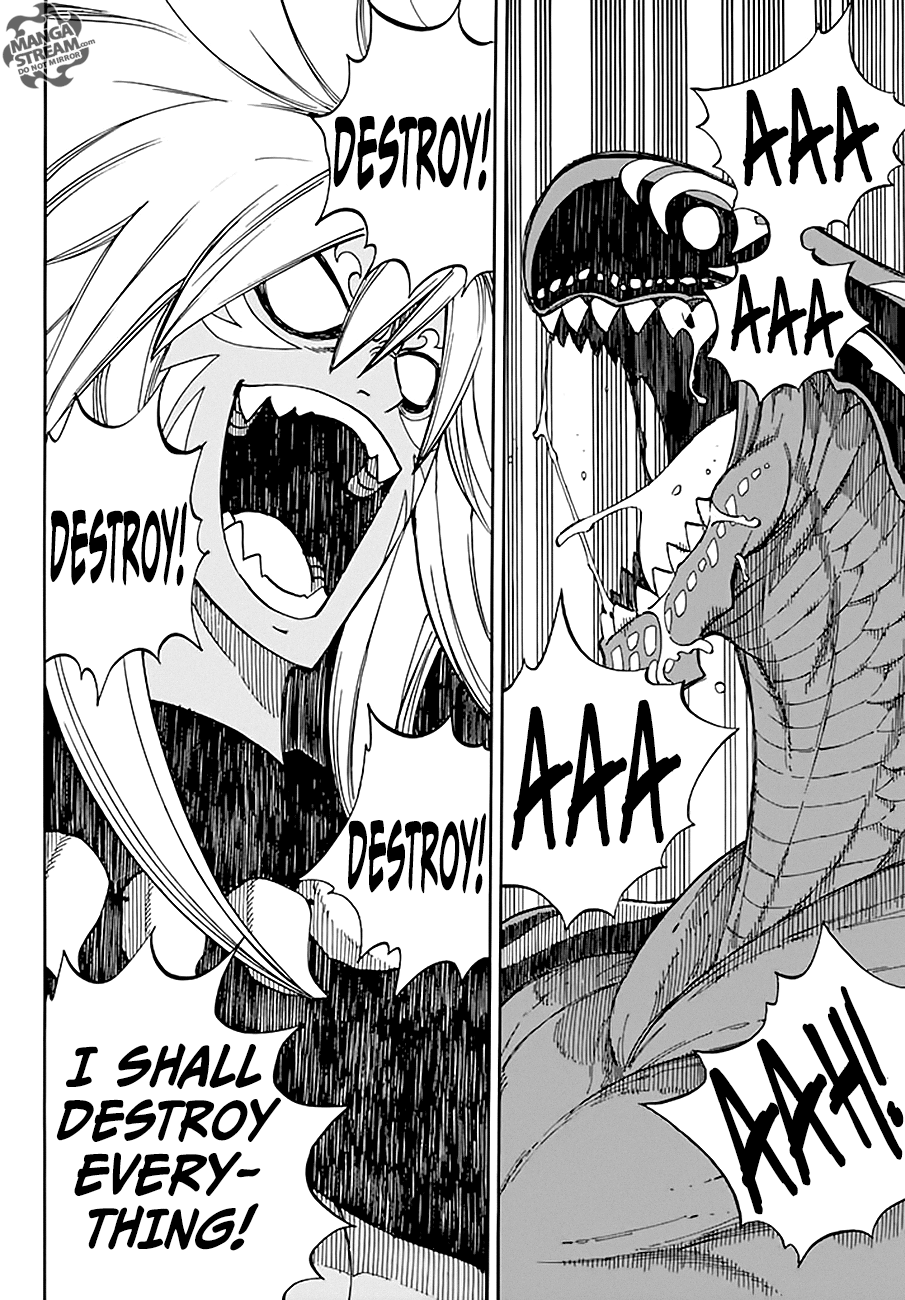 MANGA
STREAM.com
DO NOT MIRROR
AAA
AAA
AAA
AAH!
DESTROY!
DESTROY!
DESTROY!
I SHALL
DESTROY
EVERY-
THING!